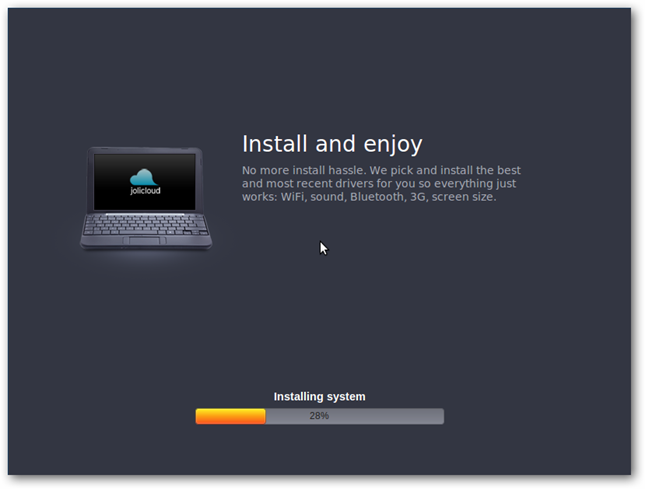 Install and enjoy
No more install hassle. We pick and install the best
and most recent drivers for you so everything just
works: WiFi, sound, Bluetooth, 3G, screen size.
jolicloud
Installing system
28%